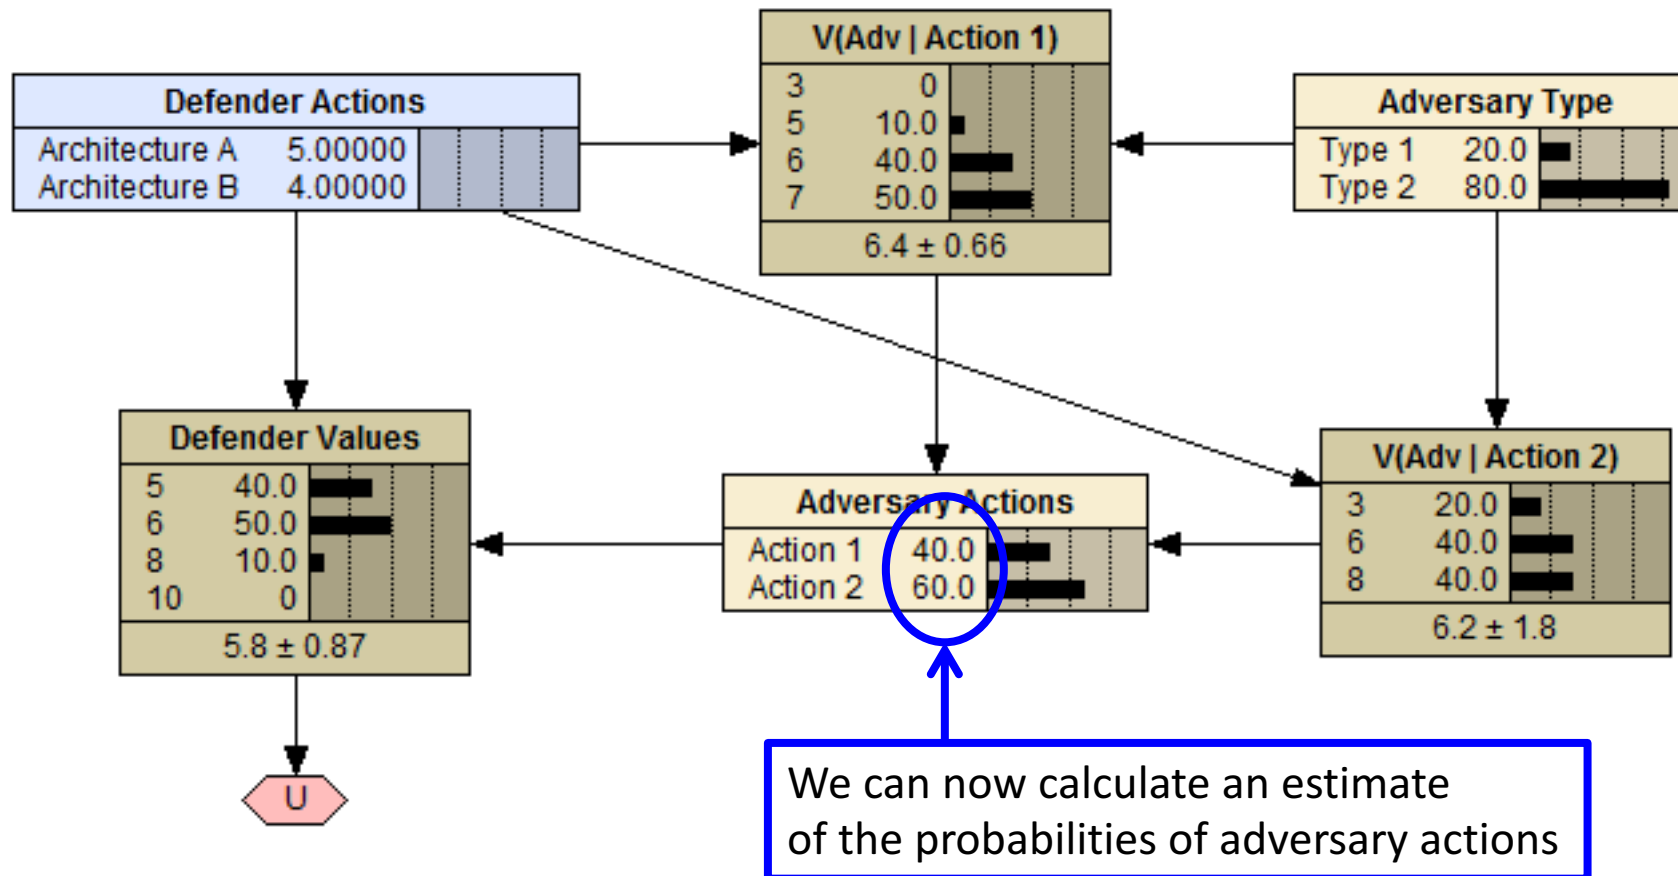 V(Adv | Action 1)
3 0
5 10.0
6 40.0
7 50.0
6.4 ± 0.66
Defender Actions
Architecture A 5.00000
Architecture B 4.00000
Adversary Type
Type 1 20.0
Type 2 80.0
Defender Values
5 40.0
6 50.0
8 10.0
10 0
5.8 ± 0.87
Adversary Actions
Action 1 40.0
Action 2 60.0
V(Adv | Action 2)
3 20.0
6 40.0
8 40.0
6.2 ± 1.8
U
We can now calculate an estimate
of the probabilities of adversary actions